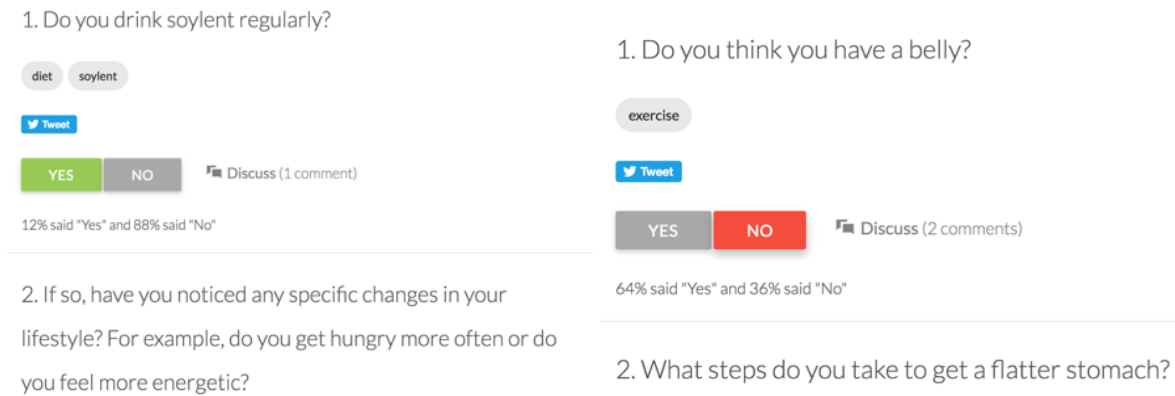 1. Do you drink soylent regularly?
diet soylent
Tweet
YES NO Discuss (1 comment)
12% said "Yes" and 88% said "No"
2. If so, have you noticed any specific changes in your
lifestyle? For example, do you get hungry more often or do
you feel more energetic?
1. Do you think you have a belly?
exercise
Tweet
YES NO Discuss (2 comments)
64% said "Yes" and 36% said "No"
2. What steps do you take to get a flatter stomach?